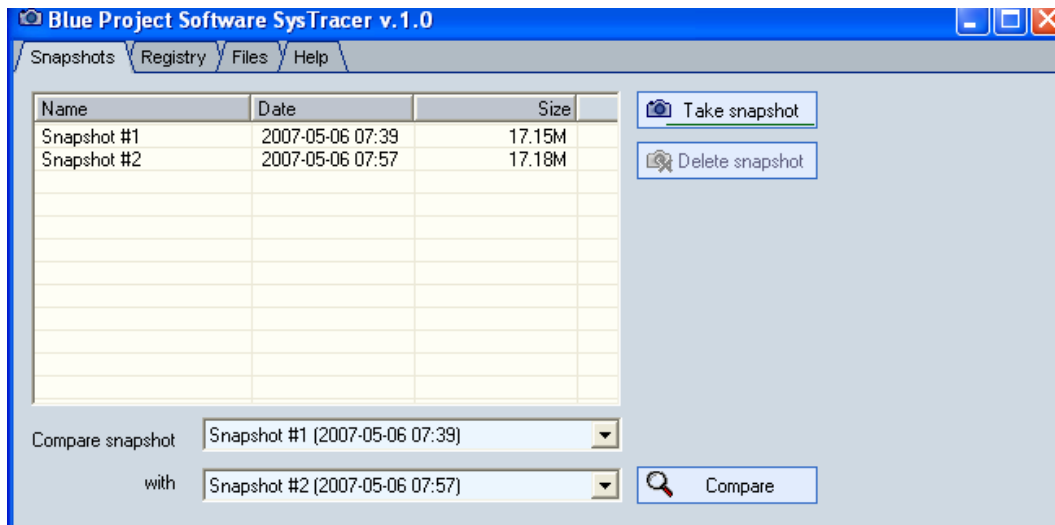 Blue Project Software SysTracer v.1.0
Snapshots Registry Files Help
Name Date Size
Take snapshot
Snapshot #1 2007-05-06 07:39 17.15M
Snapshot #2 2007-05-06 07:57 17.18M
Delete snapshot
Compare snapshot Snapshot #1 (2007-05-06 07:39)
with Snapshot #2 (2007-05-06 07:57) Compare